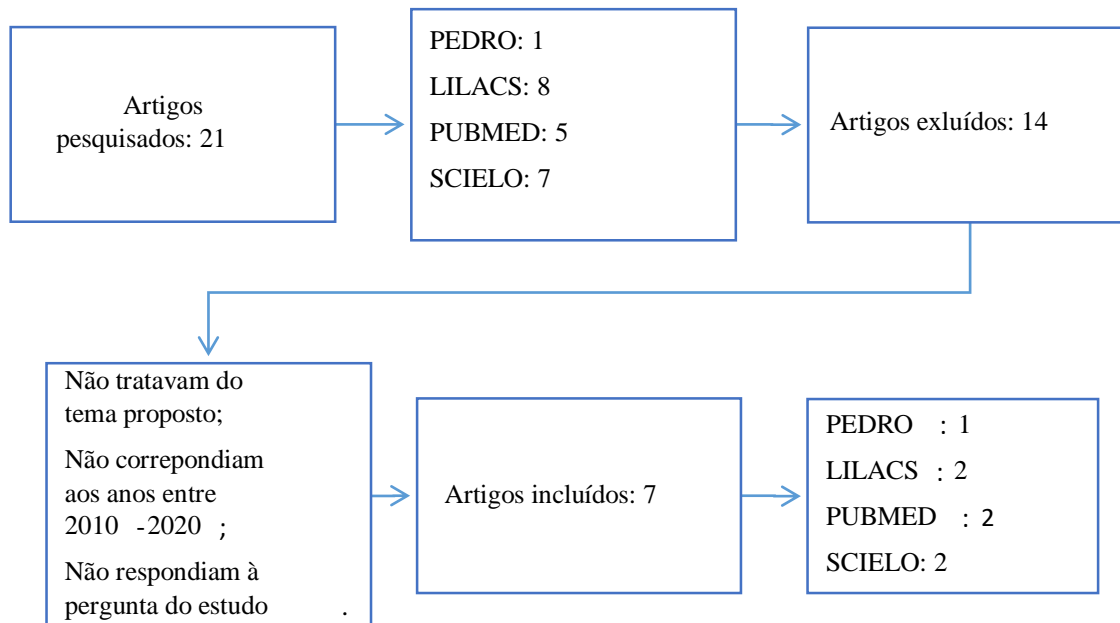 Artigos
pesquisados: 21
PEDRO: 1
LILACS: 8
PUBMED: 5
SCIELO: 7
Artigos exluídos: 14
Não tratavam do
tema proposto;
Não correpondiam
aos anos entre
2010 -2020 ;
Não respondiam à
pergunta do estudo .
Artigos incluídos: 7
PEDRO : 1
LILACS : 2
PUBMED : 2
SCIELO: 2